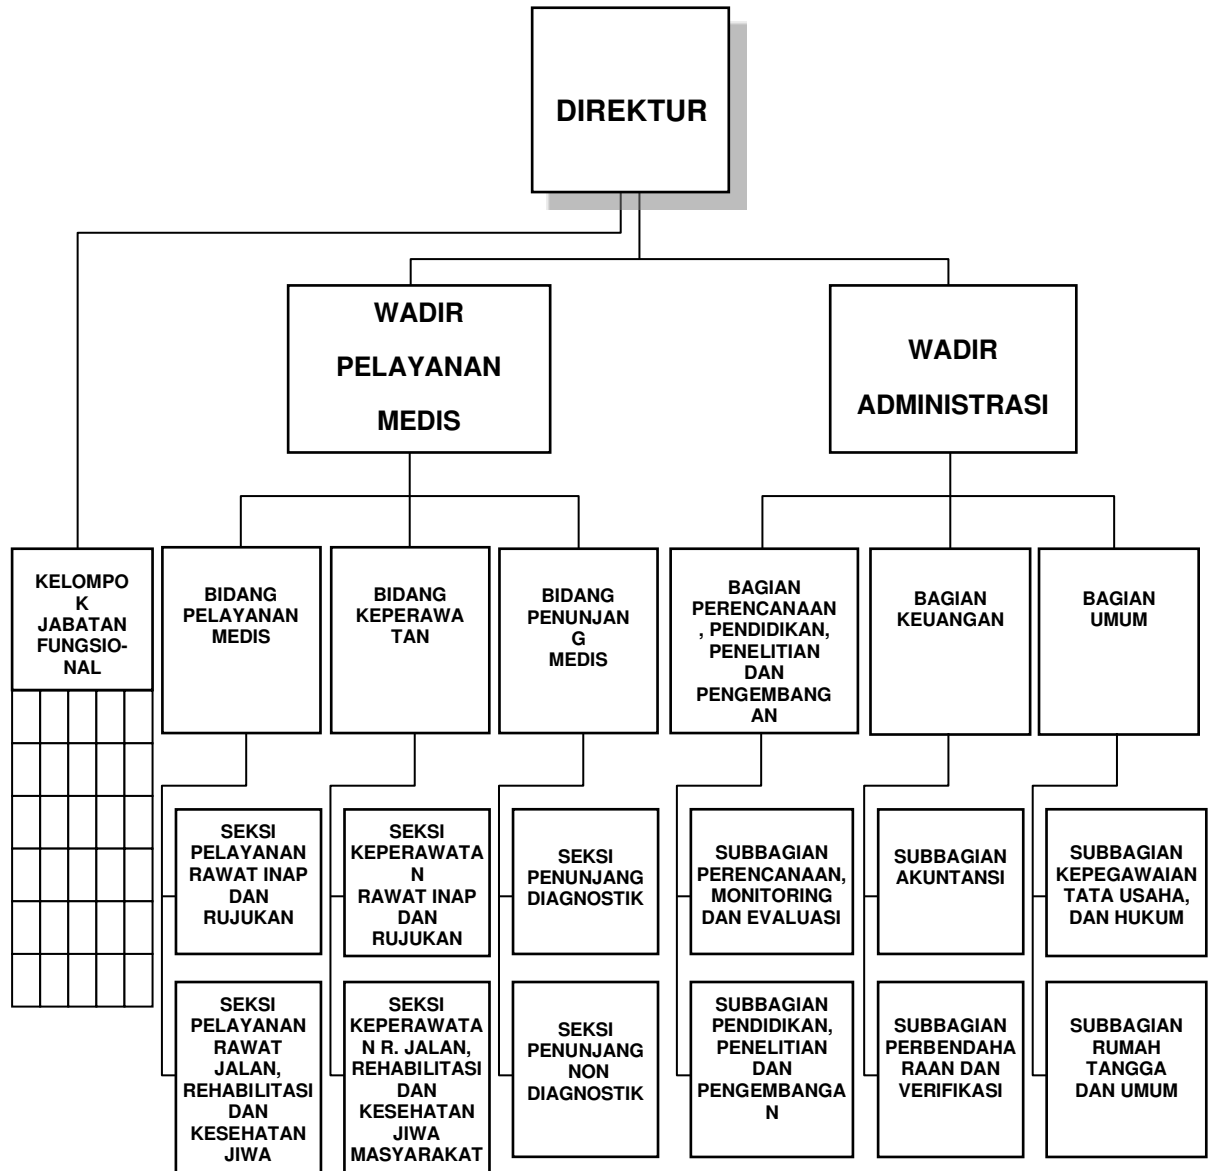 DIREKTUR
WADIR
PELAYANAN
MEDIS
WADIR
ADMINISTRASI
KELOMPO
K
JABATAN
FUNGSIO-
NAL
BIDANG
PELAYANAN
MEDIS
BIDANG
KEPERAWA
TAN
BIDANG
PENUNJAN
G
MEDIS
BAGIAN
PERENCANAAN
, PENDIDIKAN,
PENELITIAN
DAN
PENGEMBANG
AN
BAGIAN
KEUANGAN
BAGIAN
UMUM
SEKSI
PELAYANAN
RAWAT INAP
DAN
RUJUKAN
SEKSI
KEPERAWATA
N
RAWAT INAP
DAN
RUJUKAN
SEKSI
PENUNJANG
DIAGNOSTIK
SUBBAGIAN
PERENCANAAN,
MONITORING
DAN EVALUASI
SUBBAGIAN
AKUNTANSI
SUBBAGIAN
KEPEGAWAIAN
TATA USAHA,
DAN HUKUM
SEKSI
PELAYANAN
RAWAT
JALAN,
REHABILITASI
DAN
KESEHATAN
JIWA
SEKSI
KEPERAWATA
N R. JALAN,
REHABILITASI
DAN
KESEHATAN
JIWA
MASYARAKAT
SEKSI
PENUNJANG
NON
DIAGNOSTIK
SUBBAGIAN
PENDIDIKAN,
PENELITIAN
DAN
PENGEMBANGA
N
SUBBAGIAN
PERBENDAHA
RAAN DAN
VERIFIKASI
SUBBAGIAN
RUMAH
TANGGA
DAN UMUM